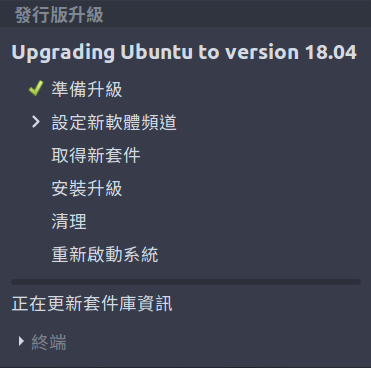 發行版升級
Upgrading Ubuntu to version 18.04
準備升級
設定新軟體頻道
取得新套件
安裝升級
清理
重新啟動系統
正在更新套件庫資訊
終端